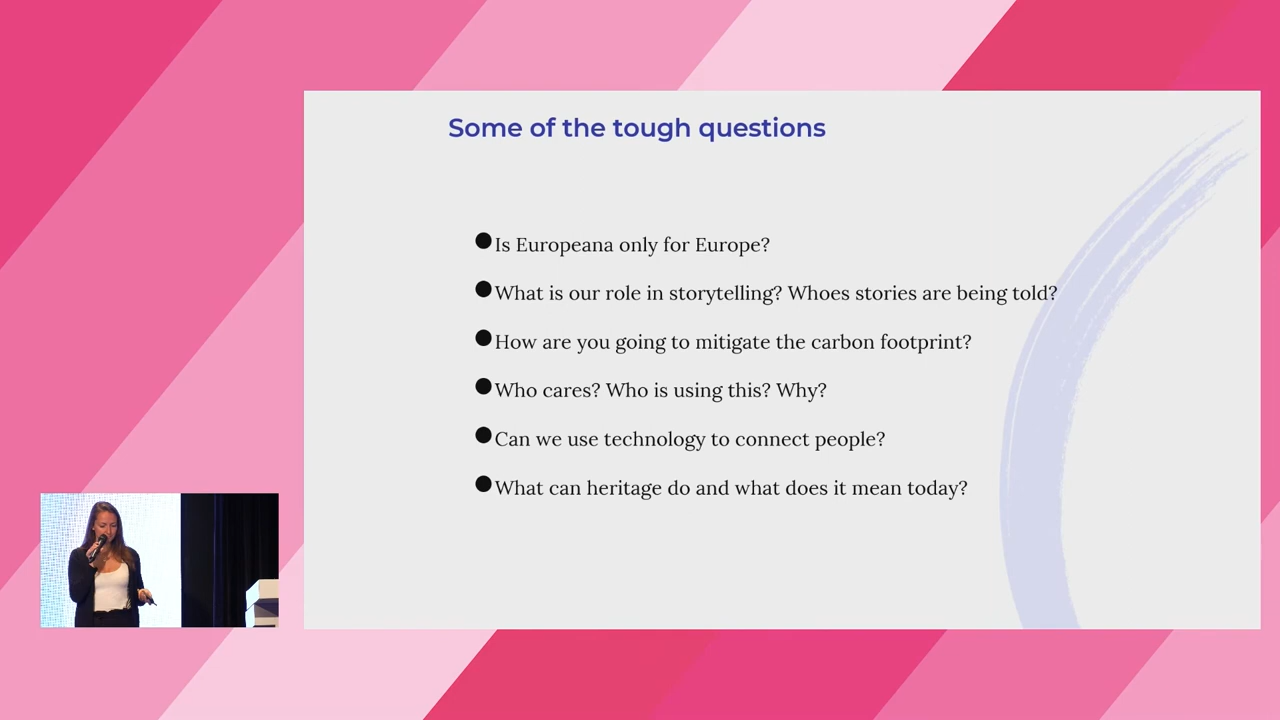 Some of the tough questions
Is Europeana only for Europe?
What is our role in storytelling? Whoes stories are being told?
How are you going to mitigate the carbon footprint?
Who cares? Who is using this? Why?
Can we use technology to connect people?
What can heritage do and what does it mean today?